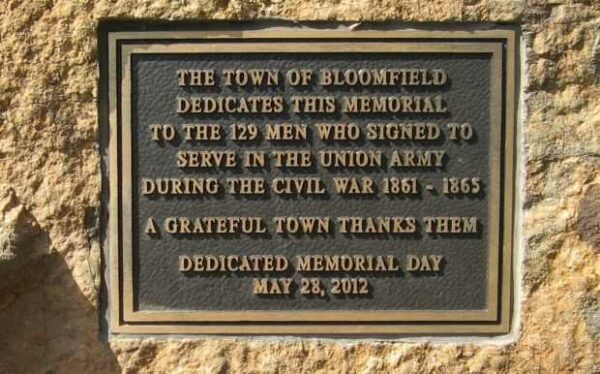 THE TOWN OF BLOOMFIELD
DEDICATES THIS MEMORIAL
TO THE 129 MEN WHO SIGNED TO
SERVE IN THE UNION ARMY
DURING THE CIVIL WAR 1861 - 1865
A GRATEFUL TOWN THANKS THEM
DEDICATED MEMORIAL DAY
MAY 28, 2012